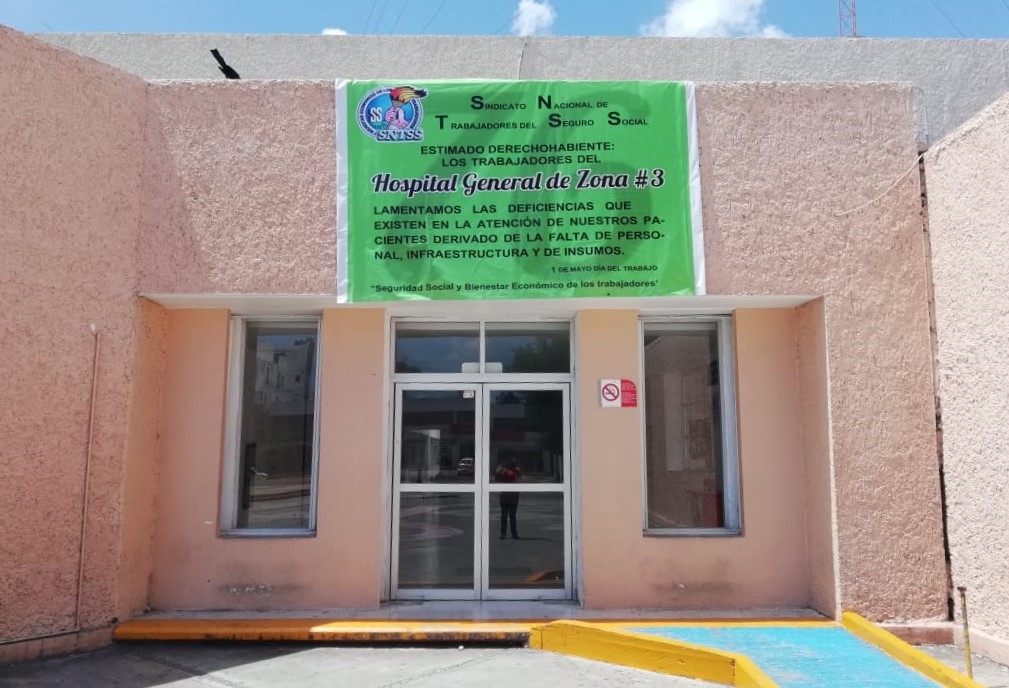 SINDICATO NACIONAL DE
TRABAJADORES DEL SEGURO SOCIAL
SS
SNTSS
ESTIMADO DERECHOHABIENTE:
LOS TRABAJADORES DEL
Hospital General de Zona #3
LAMENTAMOS LAS DEFICIENCIAS QUE
EXISTEN EN LA ATENCIÓN DE NUESTROS PA-
CIENTES DERIVADO DE LA FALTA DE PERSO-
NAL, INFRAESTRUCTURA Y DE INSUMOS.
1 DE MAYO DÍA DEL TRABAJO
"Seguridad Social y Bienestar Económico de los trabajadores"